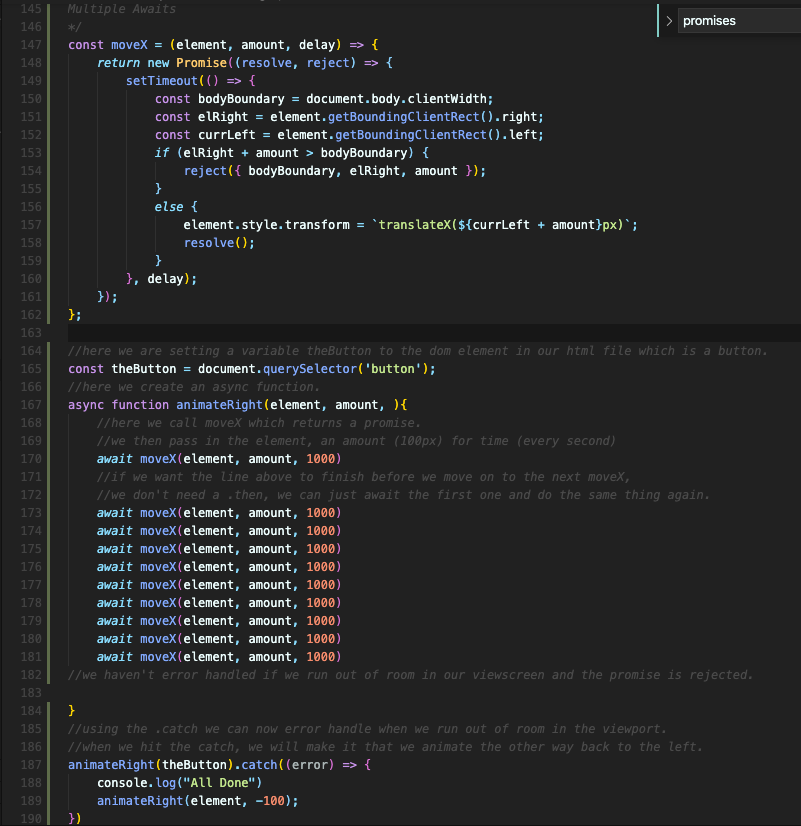 145 Multiple Awaits
promises
146 */
147 const moveX = (element, amount, delay) => {
148     return new Promise((resolve, reject) => {
149         setTimeout(() => {
150             const bodyBoundary = document.body.clientWidth;
151             const elRight = element.getBoundingClientRect().right;
152             const currLeft = element.getBoundingClientRect().left;
153             if (elRight + amount > bodyBoundary) {
154                 reject({ bodyBoundary, elRight, amount });
155             }
156             else {
157                 element.style.transform = `translateX(${currLeft + amount}px)`;
158                 resolve();
159             }
160         }, delay);
161     });
162 };
163
164 //here we are setting a variable theButton to the dom element in our html file which is a button.
165 const theButton = document.querySelector('button');
166 //here we create an async function.
167 async function animateRight(element, amount, ){
168     //here we call moveX which returns a promise.
169     //we then pass in the element, an amount (100px) for time (every second)
170     await moveX(element, amount, 1000)
171     //if we want the line above to finish before we move on to the next moveX,
172     //we don't need a .then, we can just await the first one and do the same thing again.
173     await moveX(element, amount, 1000)
174     await moveX(element, amount, 1000)
175     await moveX(element, amount, 1000)
176     await moveX(element, amount, 1000)
177     await moveX(element, amount, 1000)
178     await moveX(element, amount, 1000)
179     await moveX(element, amount, 1000)
180     await moveX(element, amount, 1000)
181     await moveX(element, amount, 1000)
182 //we haven't error handled if we run out of room in our viewscreen and the promise is rejected.
183
184 }
185 //using the .catch we can now error handle when we run out of room in the viewport.
186 //when we hit the catch, we will make it that we animate the other way back to the left.
187 animateRight(theButton).catch((error) => {
188     console.log("All Done")
189     animateRight(element, -100);
190 })